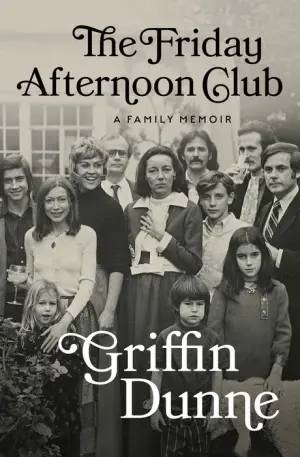 The Friday
Afternoon Club
A FAMILY MEMOIR
Griffin
Dunne